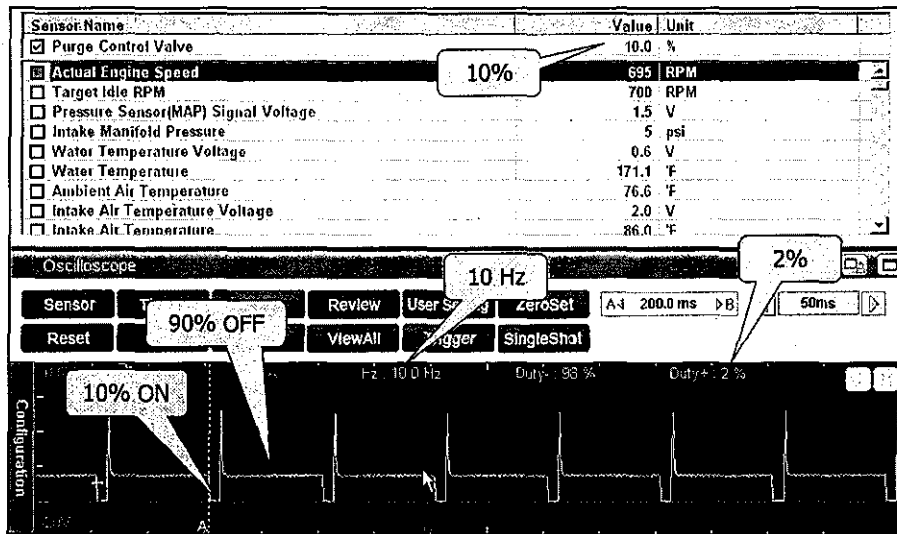 Sensor Name Value Unit
Purge Control Valve 10.0 %
10%
Actual Engine Speed 695 RPM
Target Idle RPM 700 RPM
Pressure Sensor(MAP) Signal Voltage 1.5 V
Intake Manifold Pressure 5 psi
Water Temperature Voltage 0.6 V
Water Temperature 171.1 'F
Ambient Air Temperature 76.6 'F
Intake Air Temperature Voltage 2.0 V
Intake Air Temperature 86.0 'F
Oscilloscope
10 Hz
2%
Sensor Review ZeroSet A 200.0 ms B 50ms
90% OFF
Reset ViewAll Trigger SingleShot
Hz : 10.0 Hz Duty- : 98 % Duty+ : 2 %
10% ON
Configuration
A